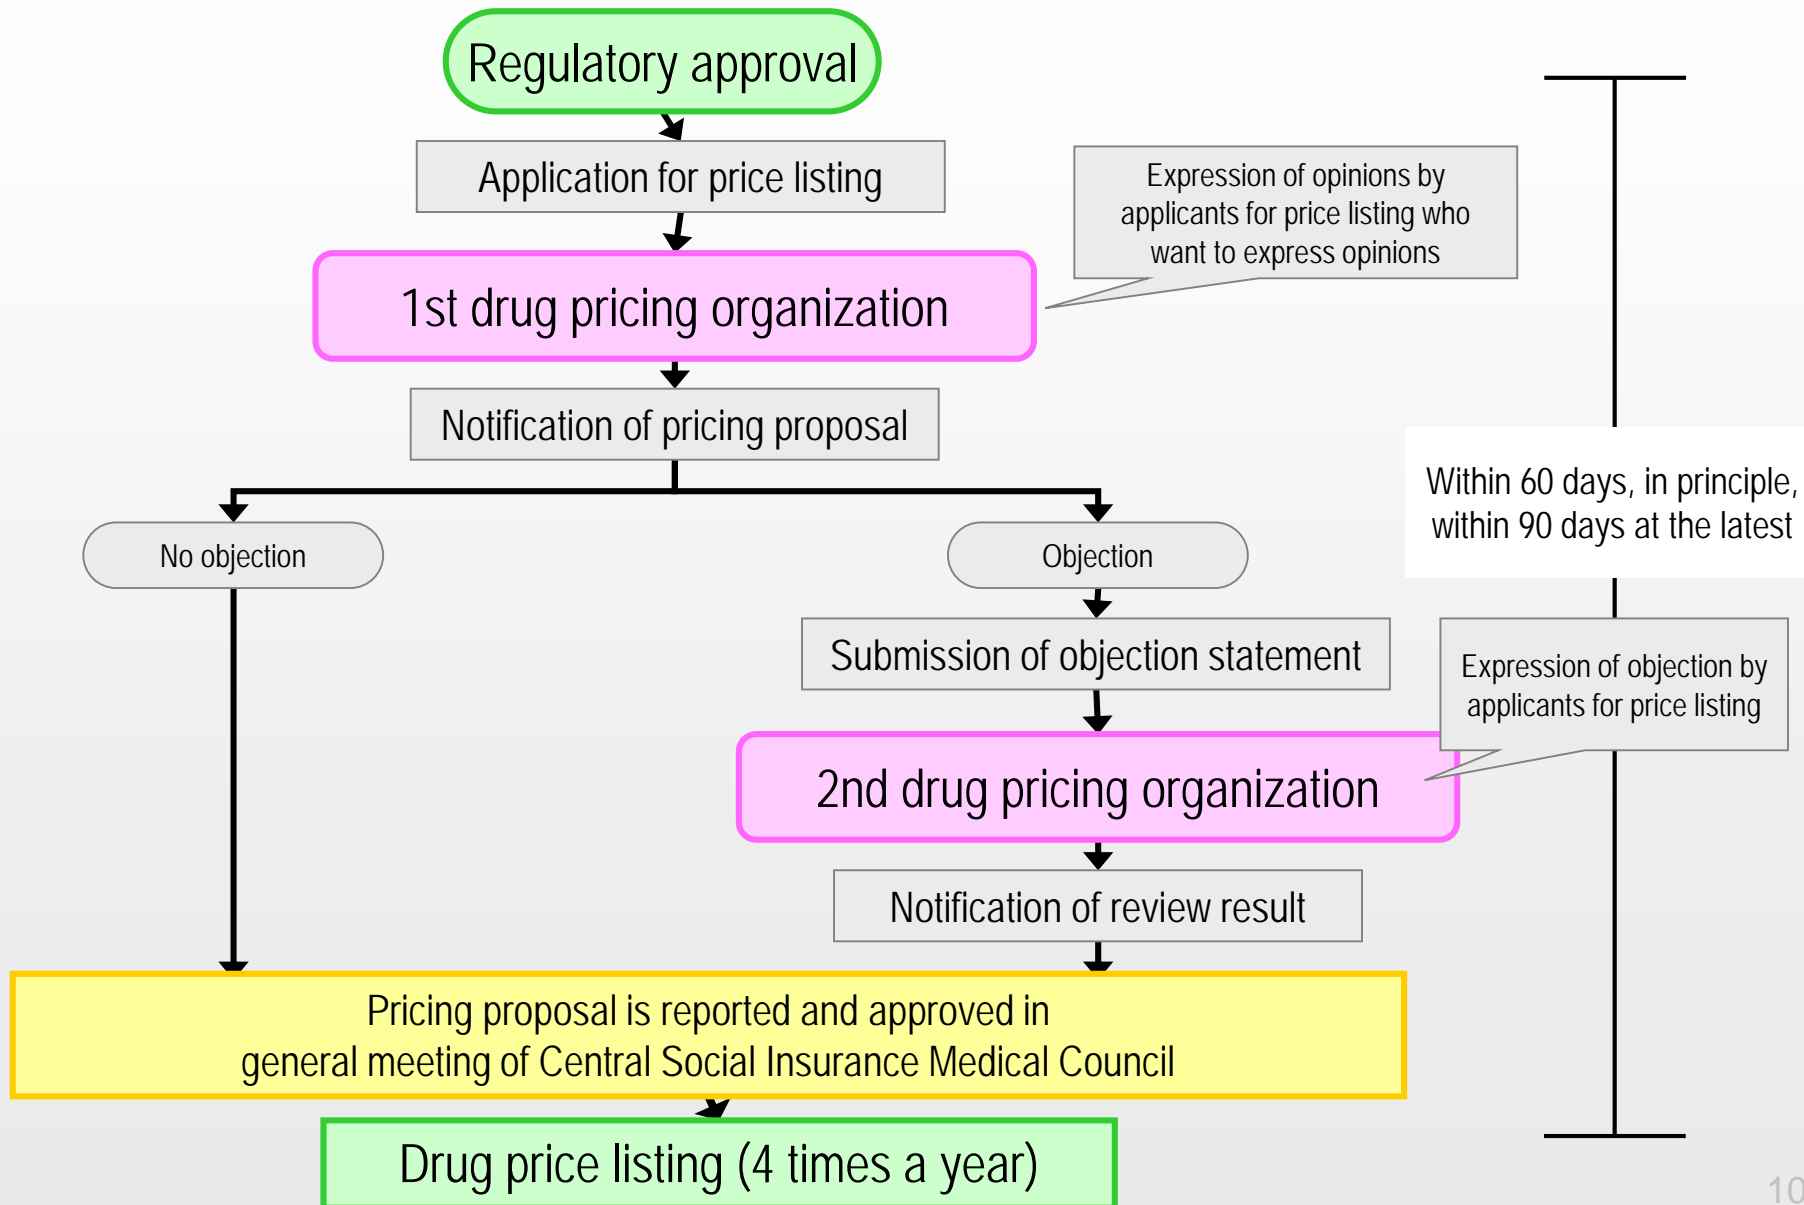 Regulatory approval
Application for price listing
Expression of opinions by
applicants for price listing who
want to express opinions
1st drug pricing organization
Notification of pricing proposal
Within 60 days, in principle,
within 90 days at the latest
No objection
Objection
Submission of objection statement
Expression of objection by
applicants for price listing
2nd drug pricing organization
Notification of review result
Pricing proposal is reported and approved in
general meeting of Central Social Insurance Medical Council
Drug price listing (4 times a year)
10